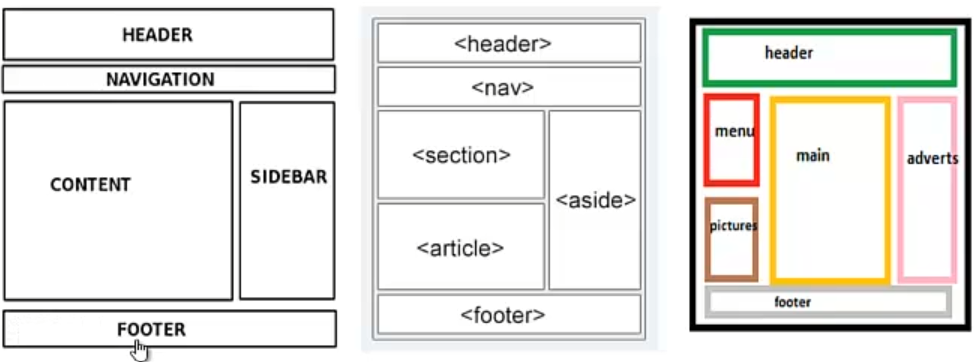 HEADER
NAVIGATION
CONTENT
SIDEBAR
FOOTER
<header>
<nav>
<section>
<aside>
<article>
<footer>
header
menu
main
adverts
pictures
footer